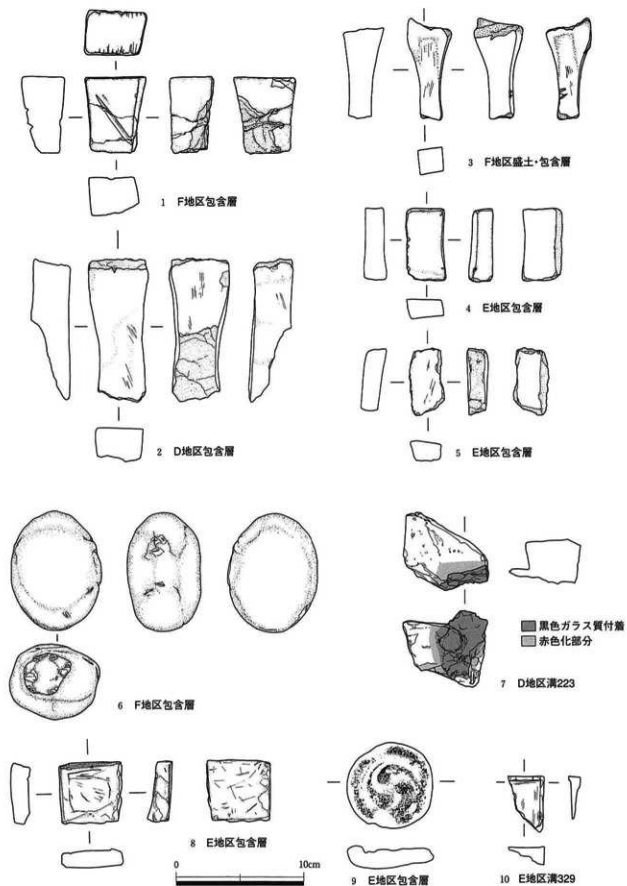 1 F地区包含層
3 F地区盛土・包含層
4 E地区包含層
2 D地区包含層
5 E地区包含層
黒色ガラス質付着
赤色化部分
6 F地区包含層
7 D地区溝223
8 E地区包含層
0 10cm
9 E地区包含層
10 E地区溝329